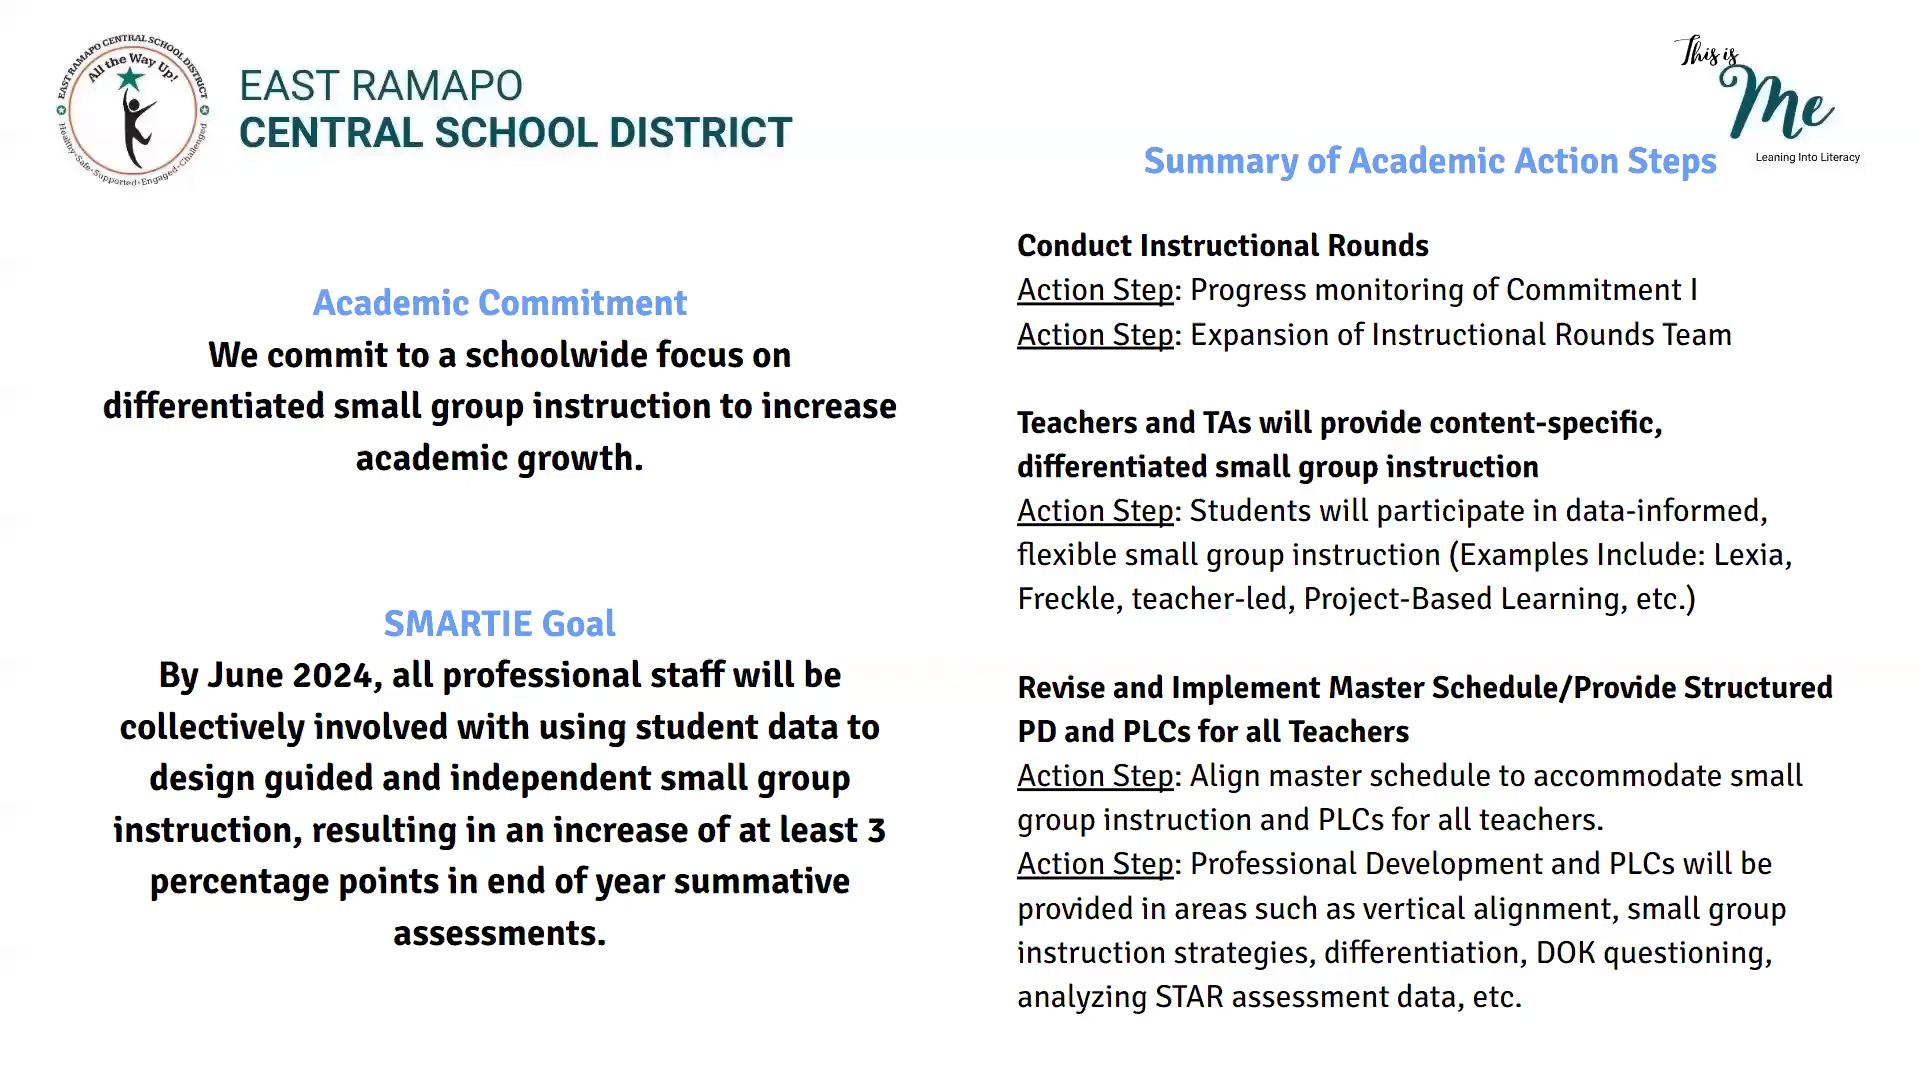 EAST RAMAPO CENTRAL SCHOOL DISTRICT
All the Way Up!
Healthy•Safe•Supported•Engaged•Challenged
EAST RAMAPO
CENTRAL SCHOOL DISTRICT
This is
Me
Leaning Into Literacy
Academic Commitment
We commit to a schoolwide focus on
differentiated small group instruction to increase
academic growth.
SMARTIE Goal
By June 2024, all professional staff will be
collectively involved with using student data to
design guided and independent small group
instruction, resulting in an increase of at least 3
percentage points in end of year summative
assessments.
Summary of Academic Action Steps
Conduct Instructional Rounds
Action Step: Progress monitoring of Commitment I
Action Step: Expansion of Instructional Rounds Team
Teachers and TAs will provide content-specific,
differentiated small group instruction
Action Step: Students will participate in data-informed,
flexible small group instruction (Examples Include: Lexia,
Freckle, teacher-led, Project-Based Learning, etc.)
Revise and Implement Master Schedule/Provide Structured
PD and PLCs for all Teachers
Action Step: Align master schedule to accommodate small
group instruction and PLCs for all teachers.
Action Step: Professional Development and PLCs will be
provided in areas such as vertical alignment, small group
instruction strategies, differentiation, DOK questioning,
analyzing STAR assessment data, etc.